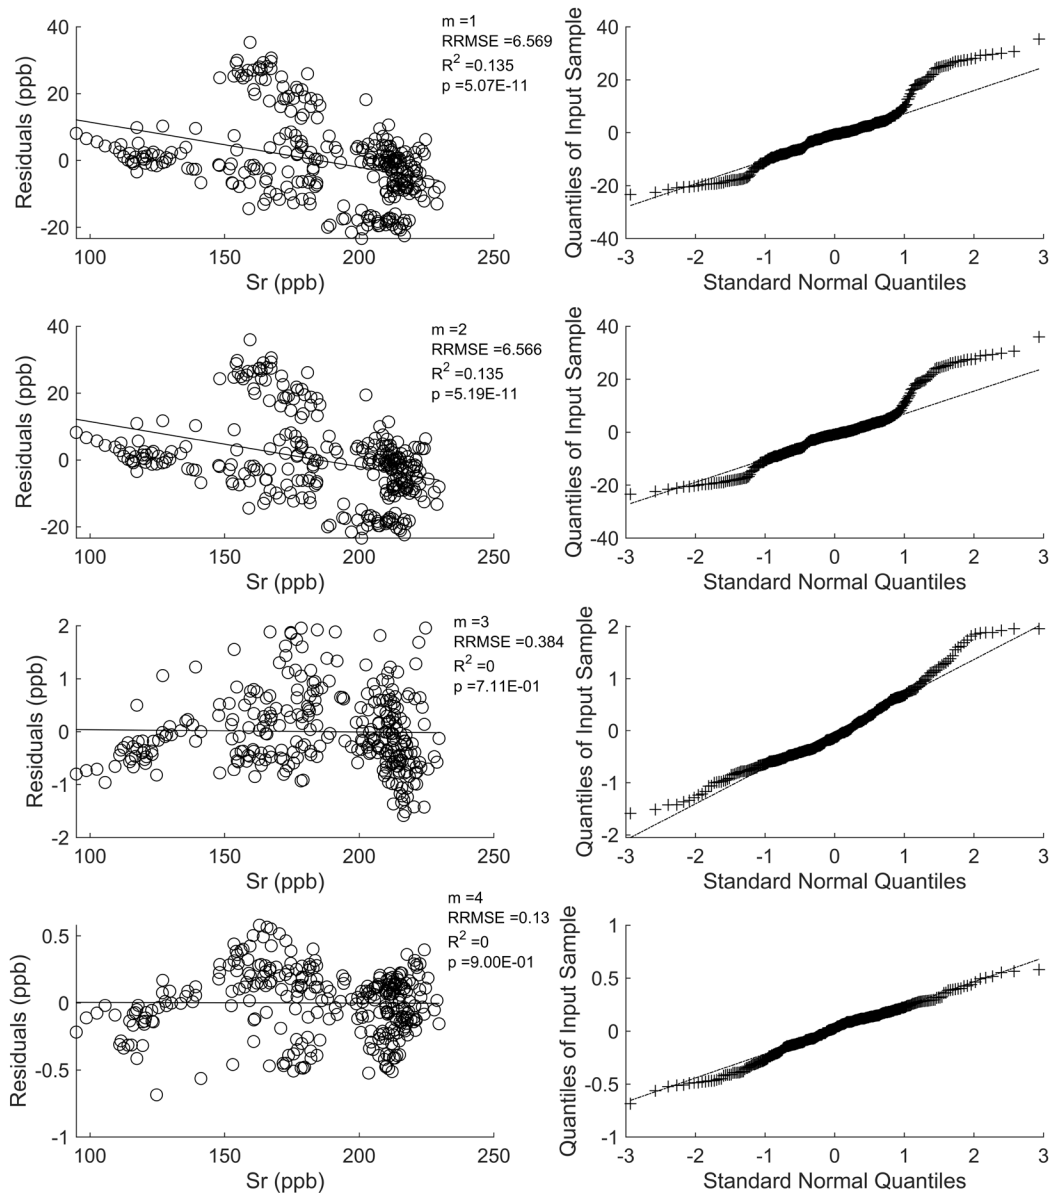 m =1
RRMSE =6.569
R2 =0.135
p =5.07E-11
40
20
0
-20
100
150
200
250
Residuals (ppb)
Sr (ppb)
40
20
0
-20
-40
-3
-2
-1
0
1
2
3
Quantiles of Input Sample
Standard Normal Quantiles
m =2
RRMSE =6.566
R2 =0.135
p =5.19E-11
40
20
0
-20
100
150
200
250
Residuals (ppb)
Sr (ppb)
40
20
0
-20
-40
-3
-2
-1
0
1
2
3
Quantiles of Input Sample
Standard Normal Quantiles
m =3
RRMSE =0.384
R2 =0
p =7.11E-01
2
1
0
-1
-2
100
150
200
250
Residuals (ppb)
Sr (ppb)
2
1
0
-1
-2
-3
-2
-1
0
1
2
3
Quantiles of Input Sample
Standard Normal Quantiles
m =4
RRMSE =0.13
R2 =0
p =9.00E-01
0.5
0
-0.5
-1
100
150
200
250
Residuals (ppb)
Sr (ppb)
1
0.5
0
-0.5
-1
-3
-2
-1
0
1
2
3
Quantiles of Input Sample
Standard Normal Quantiles